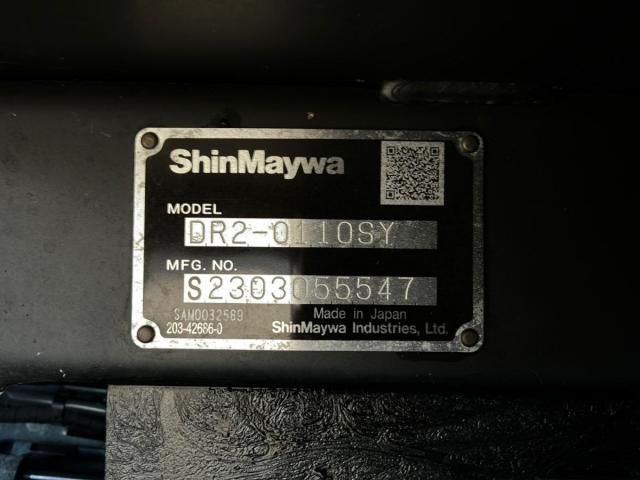 ShinMaywa
MODEL
DR2-0110SY
MFG. NO.
S2303055547
SAM0032569
203-42686-0
Made in Japan
ShinMaywa Industries, Ltd.